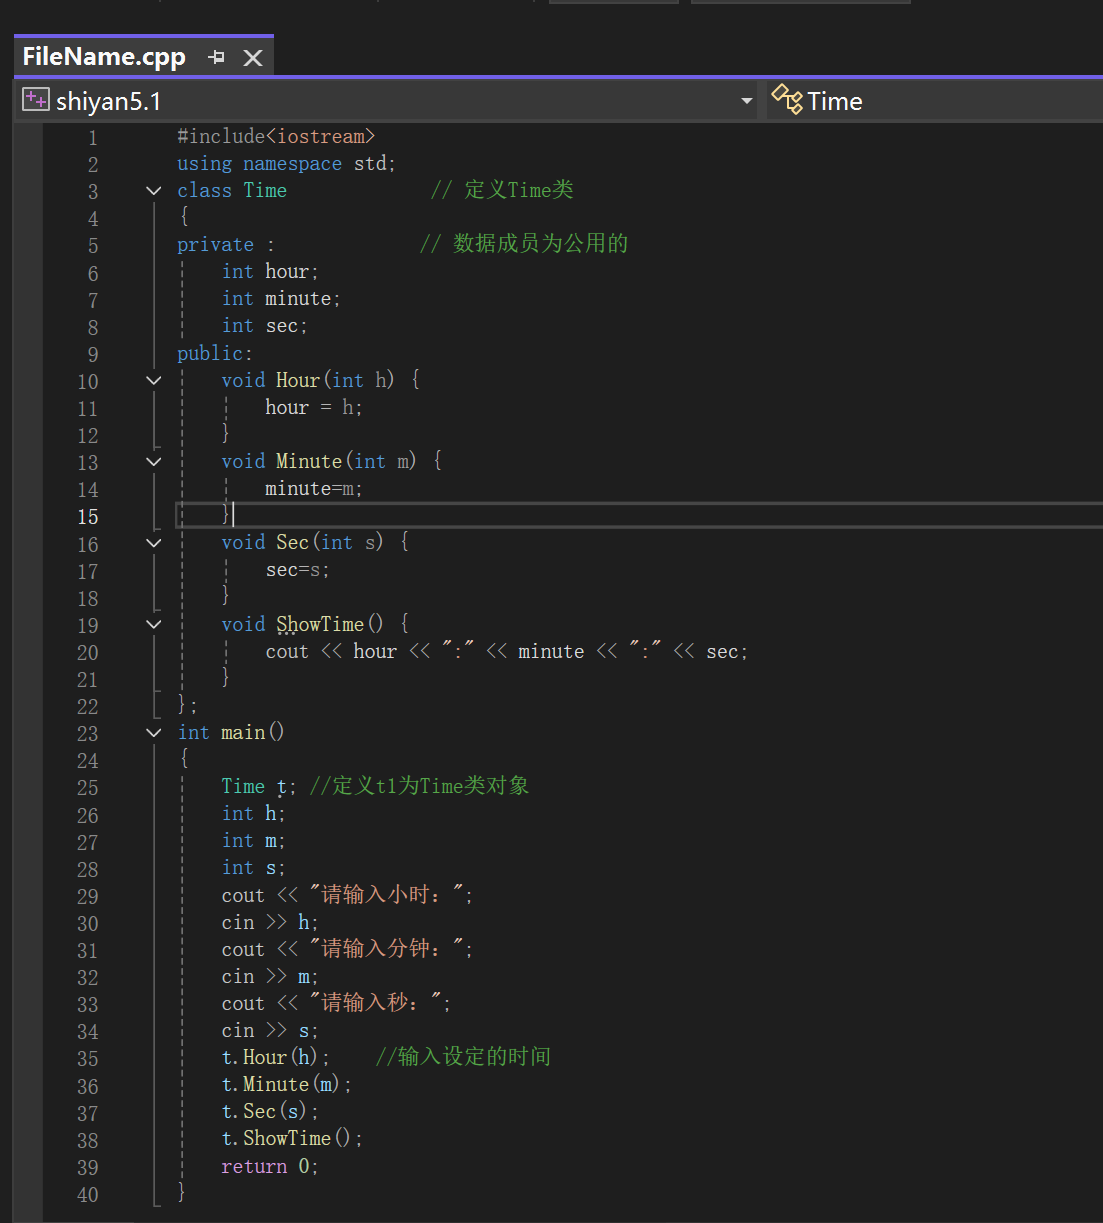 FileName.cpp
shiyan5.1
Time
1 #include<iostream>
2 using namespace std;
3 class Time // 定义Time类
4 {
5 private : // 数据成员为公用的
6 int hour;
7 int minute;
8 int sec;
9 public:
10 void Hour(int h) {
11 hour = h;
12 }
13 void Minute(int m) {
14 minute=m;
15 }
16 void Sec(int s) {
17 sec=s;
18 }
19 void ShowTime() {
20 cout << hour << ":" << minute << ":" << sec;
21 }
22 };
23 int main()
24 {
25 Time t; //定义t1为Time类对象
26 int h;
27 int m;
28 int s;
29 cout << "请输入小时：";
30 cin >> h;
31 cout << "请输入分钟：";
32 cin >> m;
33 cout << "请输入秒：";
34 cin >> s;
35 t.Hour(h); //输入设定的时间
36 t.Minute(m);
37 t.Sec(s);
38 t.ShowTime();
39 return 0;
40 }